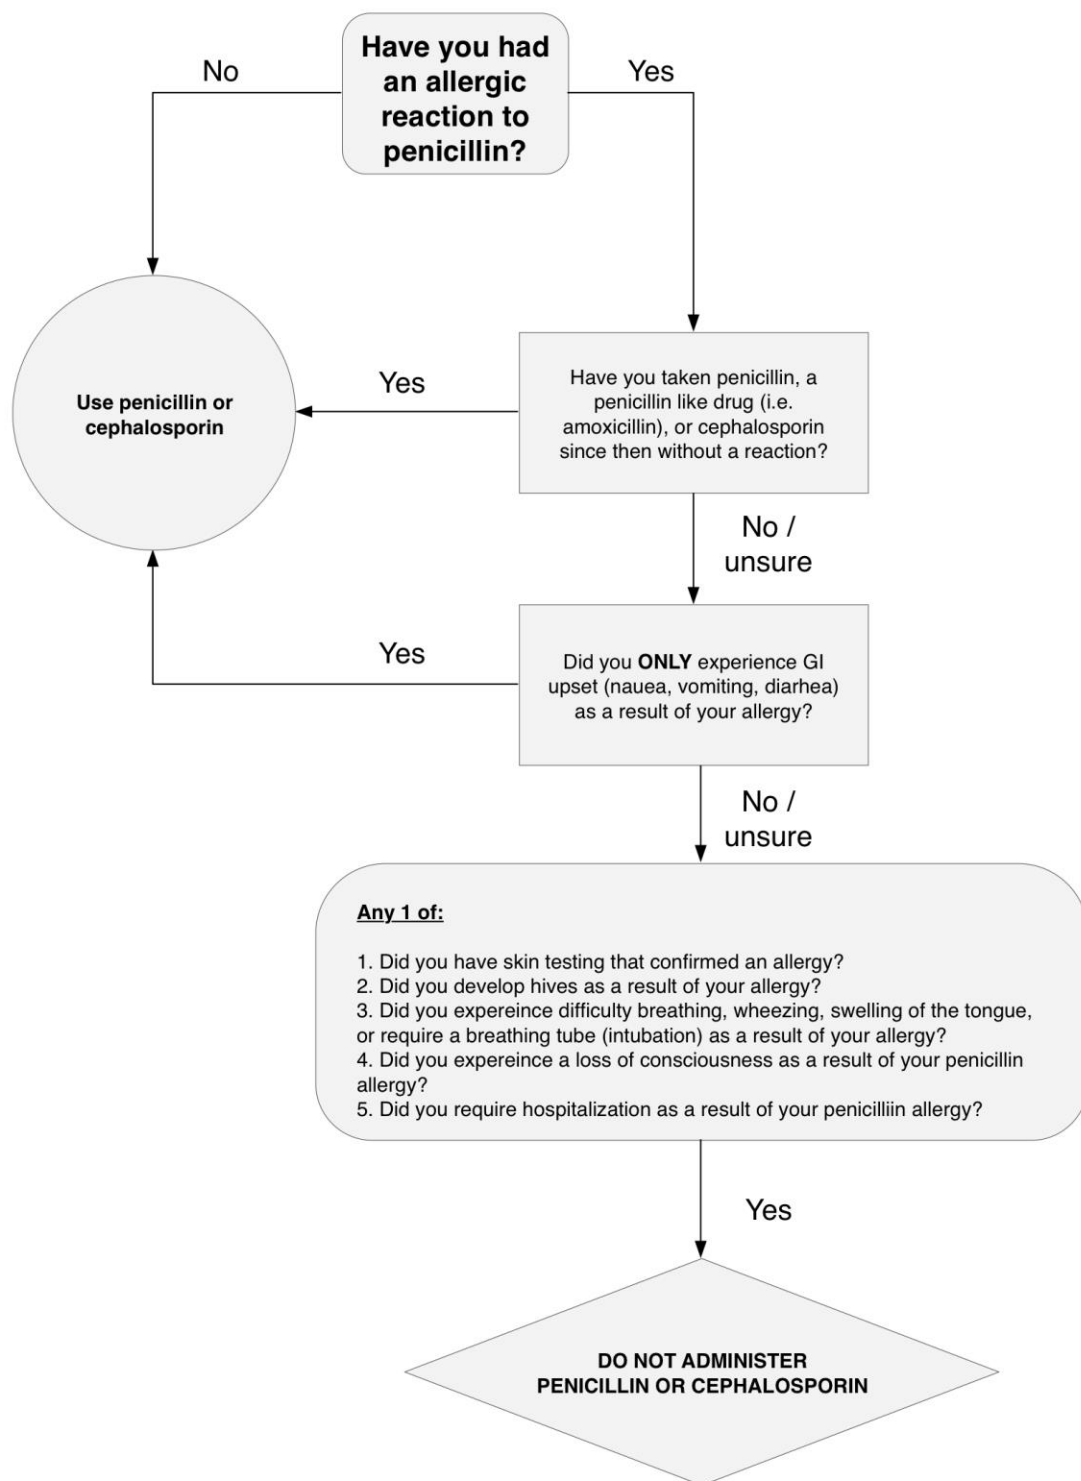 Have you had
an allergic
reaction to
penicillin?
No
Yes
Use penicillin or
cephalosporin
Yes
Have you taken penicillin, a
penicillin like drug (i.e.
amoxicillin), or cephalosporin
since then without a reaction?
No /
unsure
Yes
Did you ONLY experience GI
upset (nauea, vomiting, diarhea)
as a result of your allergy?
No /
unsure
Any 1 of:
1. Did you have skin testing that confirmed an allergy?
2. Did you develop hives as a result of your allergy?
3. Did you expereince difficulty breathing, wheezing, swelling of the tongue,
or require a breathing tube (intubation) as a result of your allergy?
4. Did you expereince a loss of consciousness as a result of your penicillin
allergy?
5. Did you require hospitalization as a result of your penicilliin allergy?
Yes
DO NOT ADMINISTER
PENICILLIN OR CEPHALOSPORIN